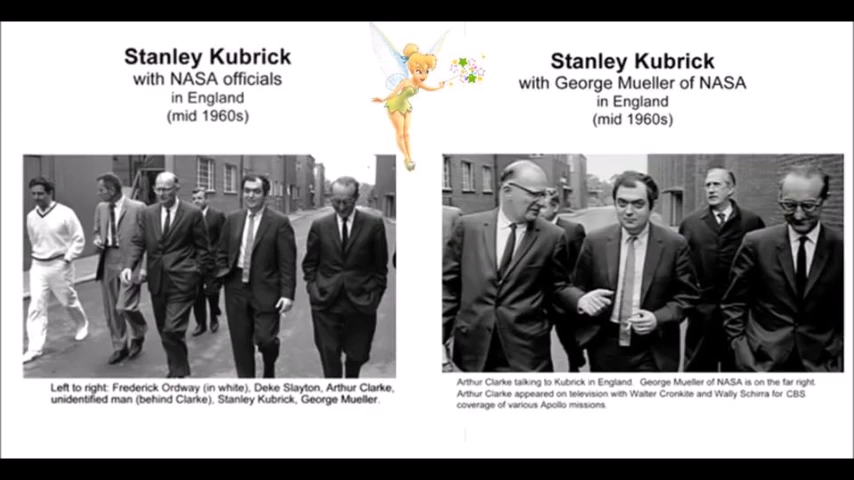 Stanley Kubrick
with NASA officials
in England
(mid 1960s)
Left to right: Frederick Ordway (in white), Deke Slayton, Arthur Clarke,
unidentified man (behind Clarke), Stanley Kubrick, George Mueller.
Stanley Kubrick
with George Mueller of NASA
in England
(mid 1960s)
Arthur Clarke talking to Kubrick in England. George Mueller of NASA is on the far right.
Arthur Clarke appeared on television with Walter Cronkite and Wally Schirra for CBS
coverage of various Apollo missions.